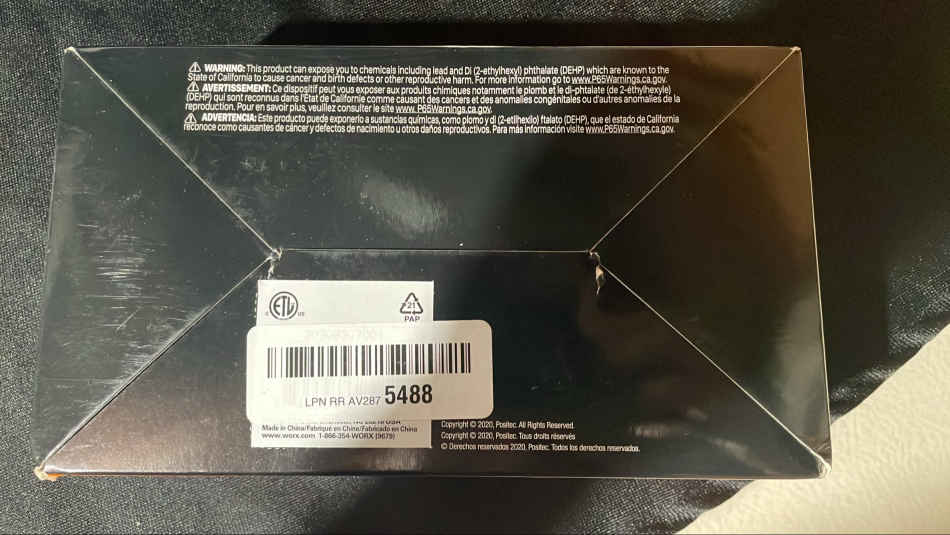 WARNING: This product can expose you to chemicals including lead and Di (2-ethylhexyl) phthalate (DEHP) which are known to the
State of California to cause cancer and birth defects or other reproductive harm. For more information go to www.P65Warnings.ca.gov.
AVERTISSEMENT: Ce dispositif peut vous exposer aux produits chimiques notamment le plomb et le di-phtalate (de 2-éthylhexyle)
(DEHP) qui sont reconnus dans l'État de Californie comme causant des cancers et des anomalies congénitales ou d'autres anomalies de la
reproduction. Pour en savoir plus, veuillez consulter le site www. P65Warnings.ca.gov.
ADVERTENCIA: Este producto puede exponerlo a sustancias químicas, como plomo y di (2-etilhexilo) ftalato (DEHP), que el estado de California
reconoce como causantes de cáncer y defectos de nacimiento u otros daños reproductivos. Para más información visite www.P65Warnings.ca.gov.
C ETL US
21
PAP
LPN RR AV287 5488
Made in China/Fabriqué en Chine/Fabricado en China
www.worx.com 1-866-354-WORX (9679)
Copyright © 2020, Positec. All Rights Reserved.
Copyright © 2020, Positec. Tous droits réservés
© Derechos reservados 2020, Positec. Todos los derechos reservados.